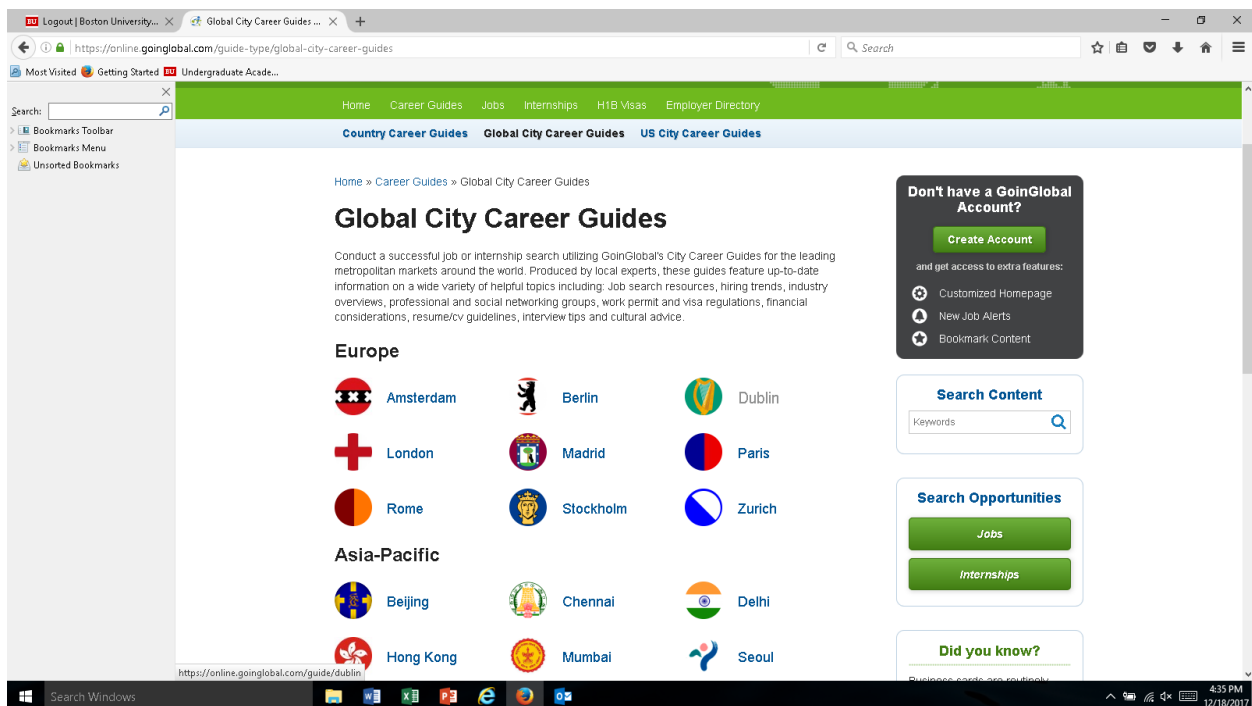 Logout | Boston University...
Global City Career Guides ...
https://online.goinglobal.com/guide-type/global-city-career-guides
Search
Most Visited Getting Started BU Undergraduate Acade...
Search:
Bookmarks Toolbar
Bookmarks Menu
Unsorted Bookmarks
Home Career Guides Jobs Internships H1B Visas Employer Directory
Country Career Guides Global City Career Guides US City Career Guides
Home » Career Guides » Global City Career Guides
Global City Career Guides
Conduct a successful job or internship search utilizing GoinGlobal's City Career Guides for the leading
metropolitan markets around the world. Produced by local experts, these guides feature up-to-date
information on a wide variety of helpful topics including: Job search resources, hiring trends, industry
overviews, professional and social networking groups, work permit and visa regulations, financial
considerations, resume/cv guidelines, interview tips and cultural advice.
Europe
Amsterdam Berlin Dublin
London Madrid Paris
Rome Stockholm Zurich
Asia-Pacific
Beijing Chennai Delhi
Hong Kong Mumbai Seoul
Don't have a GoinGlobal
Account?
Create Account
and get access to extra features:
Customized Homepage
New Job Alerts
Bookmark Content
Search Content
Keywords
Search Opportunities
Jobs
Internships
Did you know?
Business cards are routinely
https://online.goinglobal.com/guide/dublin
Search Windows
4:35 PM
12/18/2017